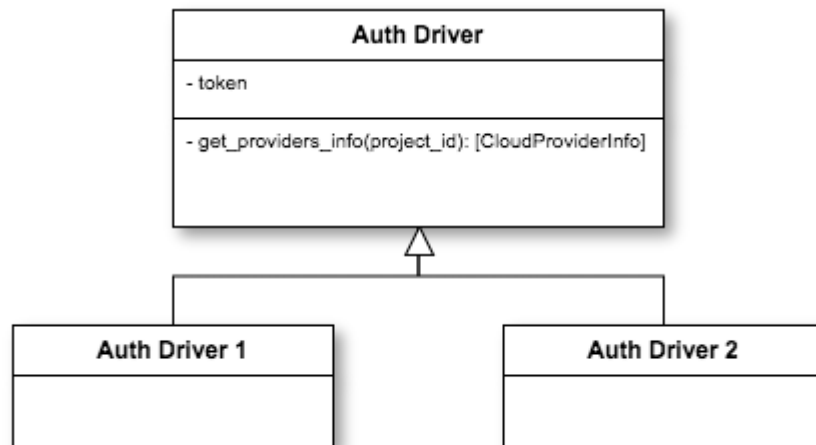 Auth Driver
- token
- get_providers_info(project_id): [CloudProviderInfo]
Auth Driver 1
Auth Driver 2